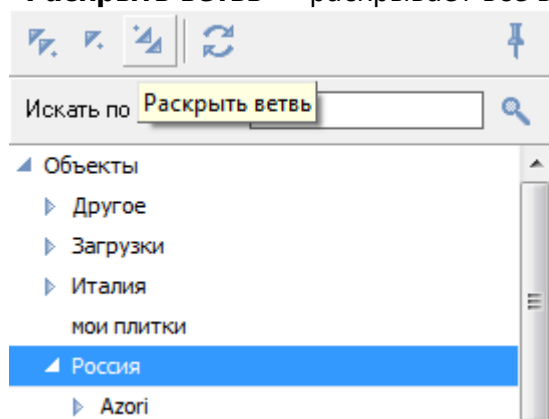 Раскрыть ветвь
Искать по
Объекты
Другое
Загрузки
Италия
мои плитки
Россия
Azori